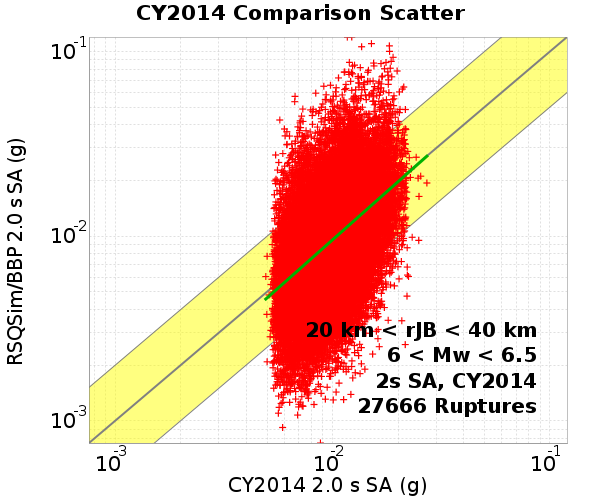 CY2014 Comparison Scatter
RSQSim/BBP 2.0 s SA (g)
10-1
10-2
10-3
20 km < rJB < 40 km
6 < Mw < 6.5
2s SA, CY2014
27666 Ruptures
10-3 10-2 10-1
CY2014 2.0 s SA (g)